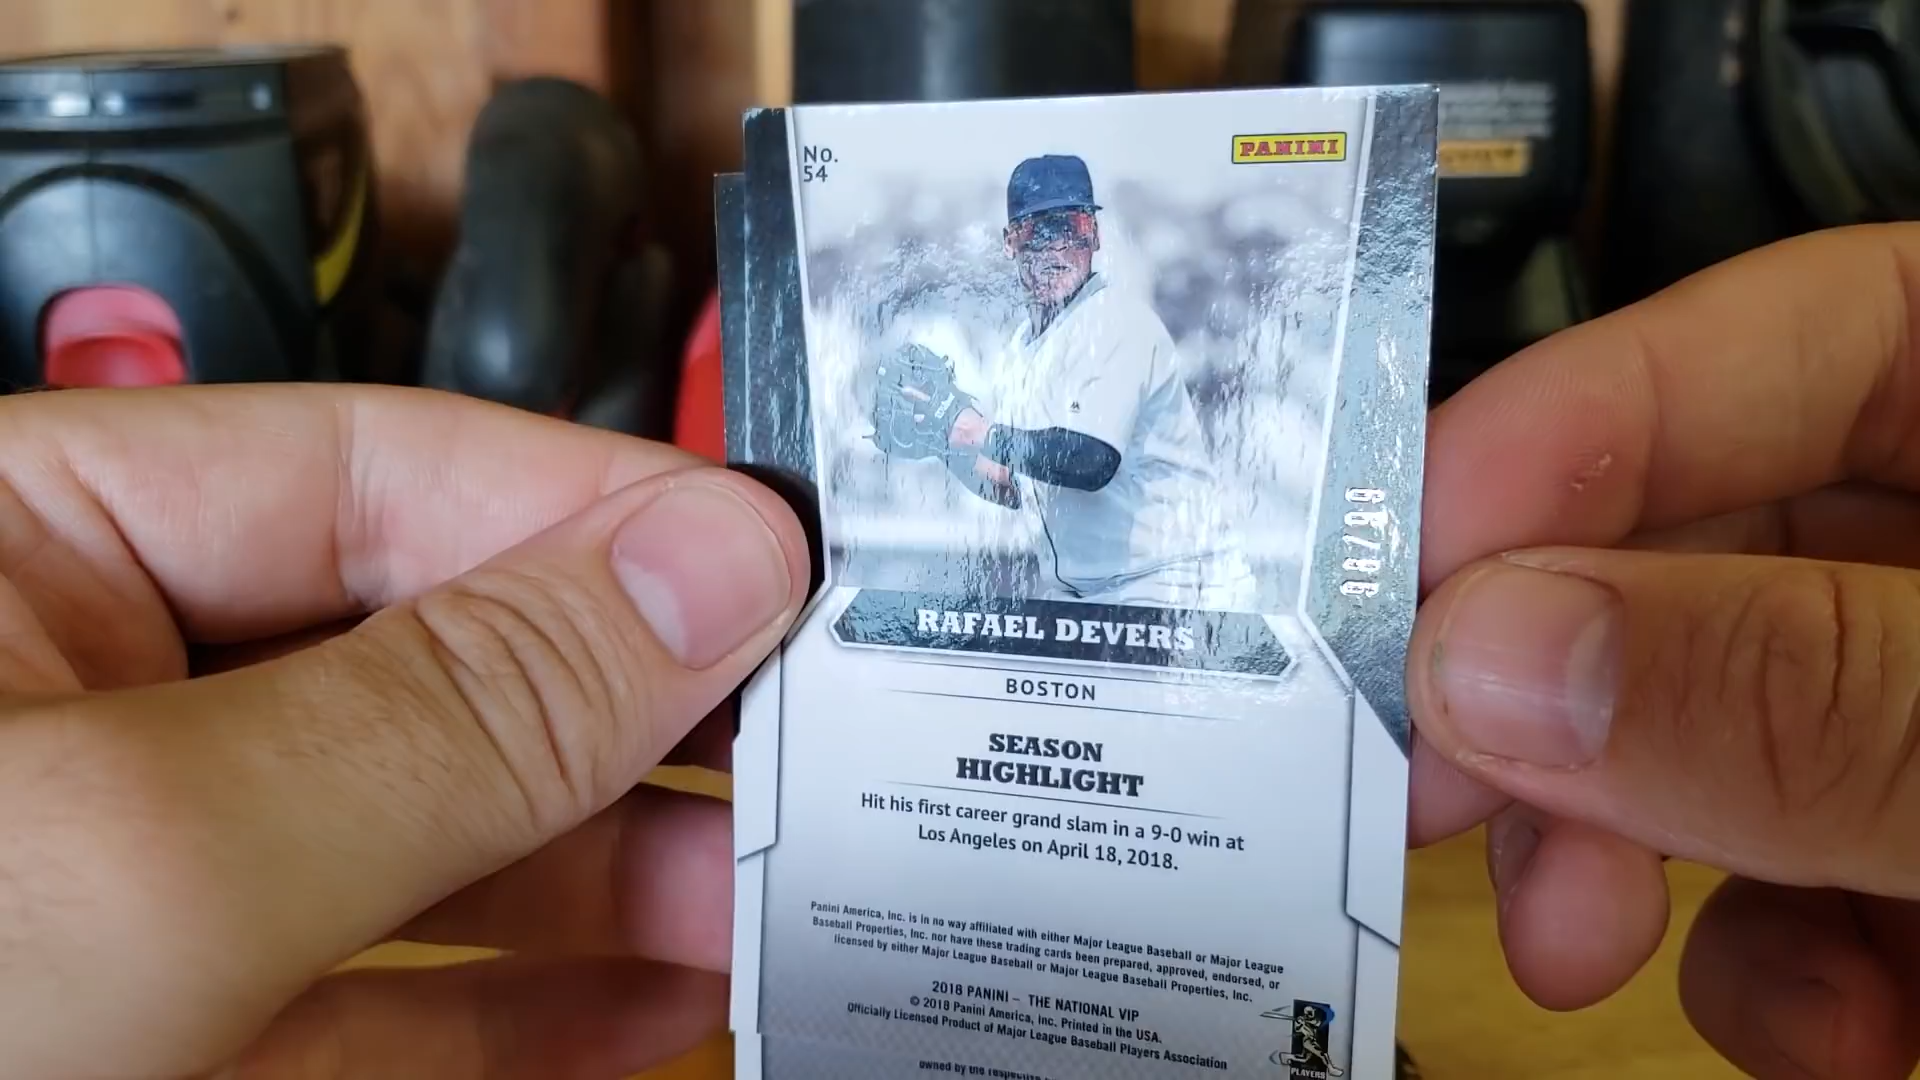 No.
54
PANINI
RAFAEL DEVERS
BOSTON
SEASON
HIGHLIGHT
Hit his first career grand slam in a 9-0 win at
Los Angeles on April 18, 2018.
Panini America, Inc. is in no way affiliated with either Major League Baseball or Major League
Baseball Properties, Inc. nor have these trading cards been prepared, approved, endorsed, or
licensed by either Major League Baseball or Major League Baseball Properties, Inc.
2018 PANINI – THE NATIONAL VIP
© 2018 Panini America, Inc. Printed in the USA.
Officially Licensed Product of Major League Baseball Players Association
PLAYERS
owned by the respective